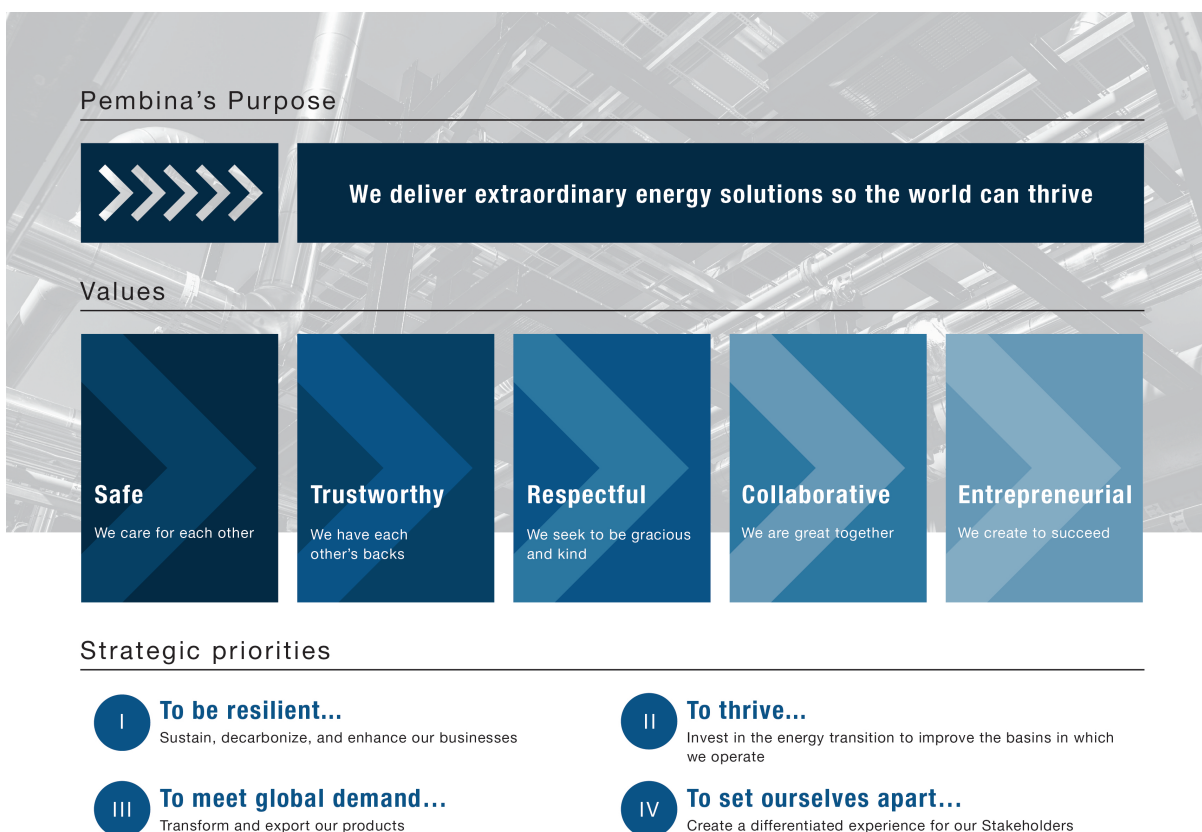 Pembina’s Purpose
We deliver extraordinary energy solutions so the world can thrive
Values
Safe
We care for each other
Trustworthy
We have each
other’s backs
Respectful
We seek to be gracious
and kind
Collaborative
We are great together
Entrepreneurial
We create to succeed
Strategic priorities
I
To be resilient...
Sustain, decarbonize, and enhance our businesses
II
To thrive...
Invest in the energy transition to improve the basins in which
we operate
III
To meet global demand...
Transform and export our products
IV
To set ourselves apart...
Create a differentiated experience for our Stakeholders